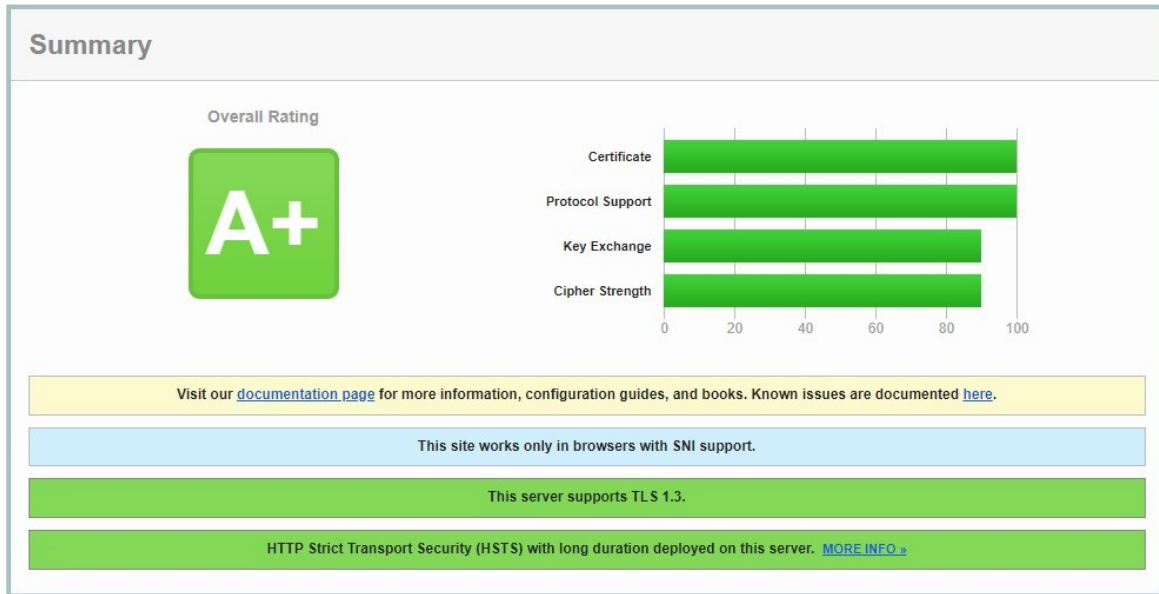 Summary
Overall Rating
A+
Certificate
Protocol Support
Key Exchange
Cipher Strength
0 20 40 60 80 100
Visit our documentation page for more information, configuration guides, and books. Known issues are documented here.
This site works only in browsers with SNI support.
This server supports TLS 1.3.
HTTP Strict Transport Security (HSTS) with long duration deployed on this server. MORE INFO »